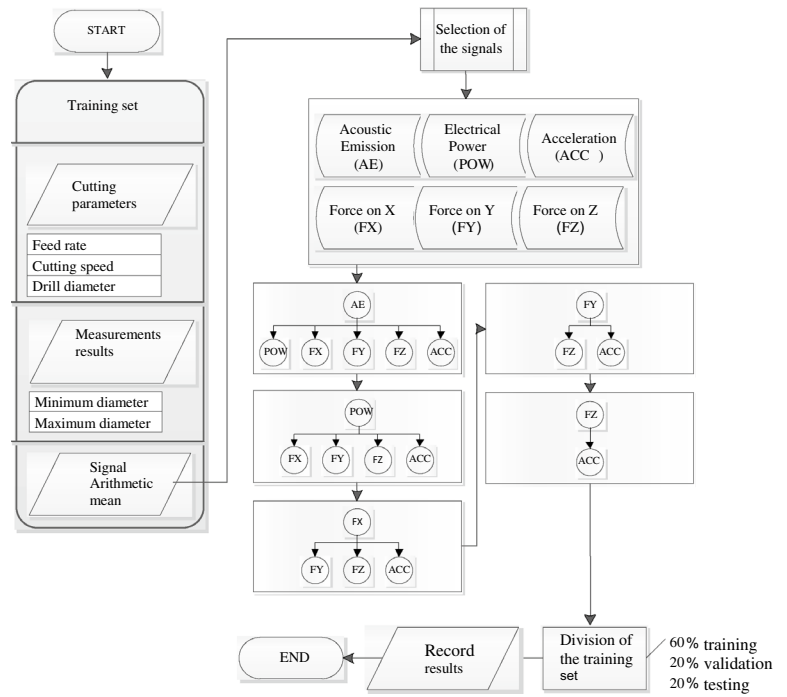 START
Training set
Cutting
parameters
Feed rate
Cutting speed
Drill diameter
Measurements
results
Minimum diameter
Maximum diameter
Signal
Arithmetic
mean
Selection of
the signals
Acoustic
Emission
(AE)
Electrical
Power
(POW)
Acceleration
(ACC )
Force on X
(FX)
Force on Y
(FY)
Force on Z
(FZ)
AE
POW FX FY FZ ACC
POW
FX FY FZ ACC
FX
FY FZ ACC
FY
FZ ACC
FZ
ACC
Division of
the training
set
60% training
20% validation
20% testing
Record
results
END